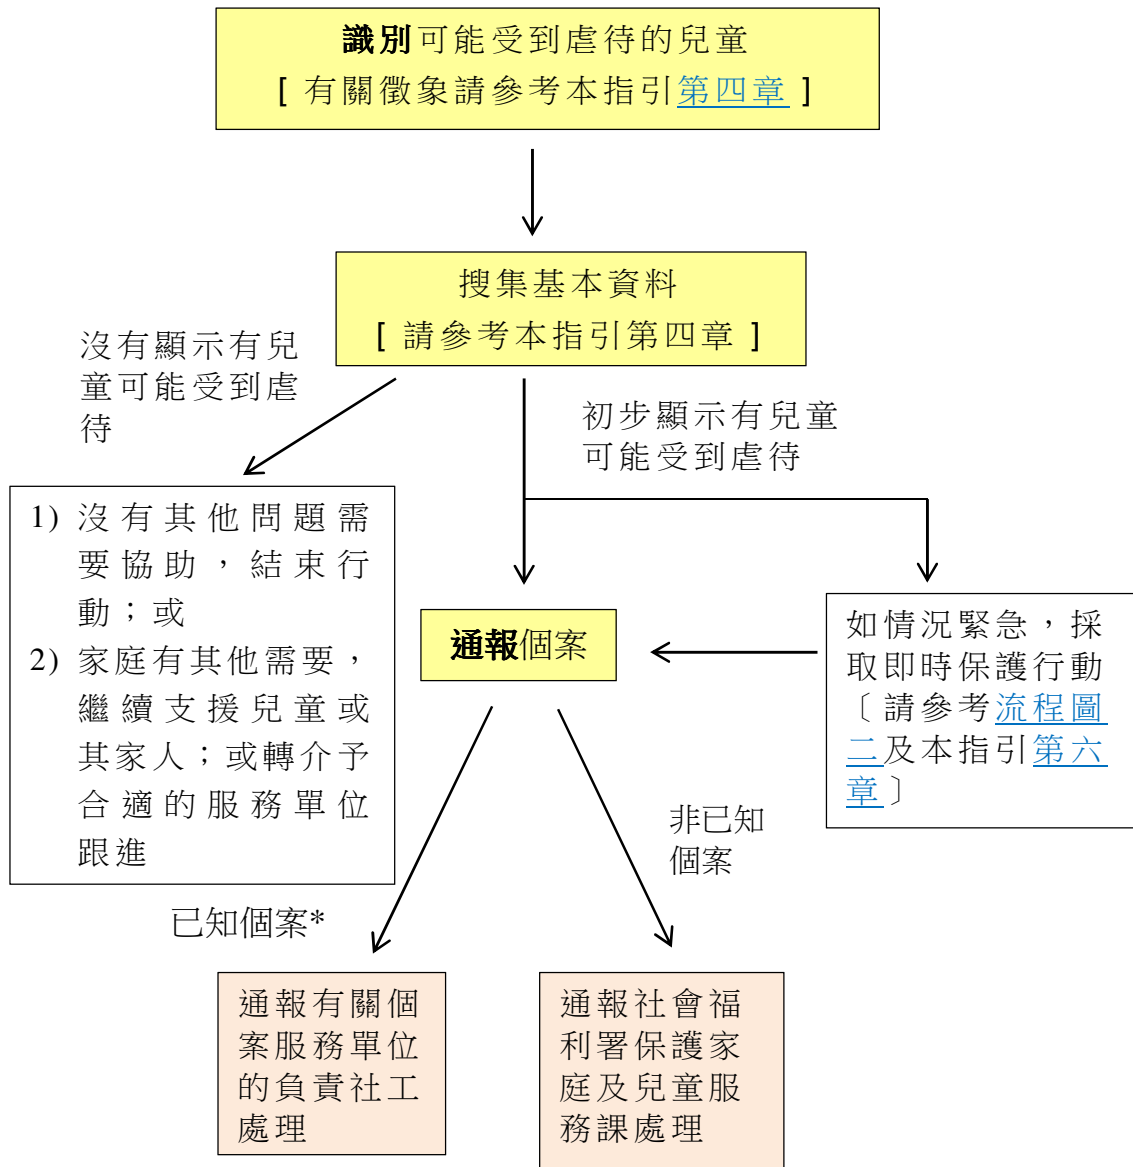 識別可能受到虐待的兒童
[ 有關徵象請參考本指引第四章 ]
搜集基本資料
[ 請參考本指引第四章 ]
沒有顯示有兒
童可能受到虐
待
初步顯示有兒童
可能受到虐待
1) 沒有其他問題需
要協助，結束行
動；或
2) 家庭有其他需要，
繼續支援兒童或
其家人；或轉介予
合適的服務單位
跟進
通報個案
如情況緊急，採
取即時保護行動
〔請參考流程圖
二及本指引第六
章〕
非已知
個案
已知個案*
通報有關個
案服務單位
的負責社工
處理
通報社會福
利署保護家
庭及兒童服
務課處理